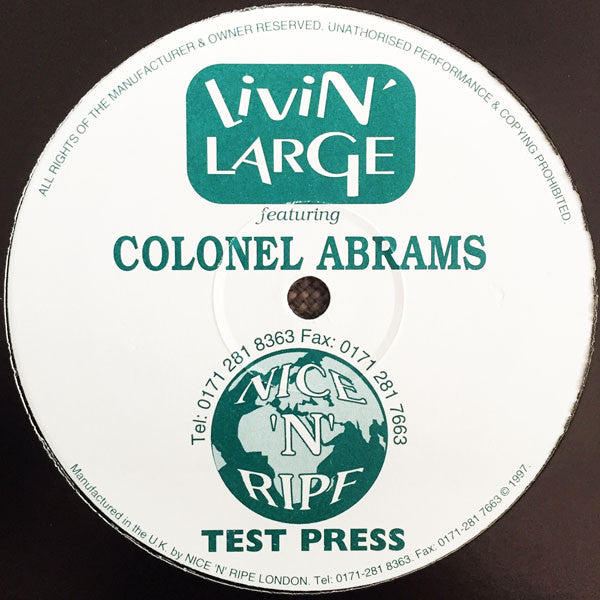 ALL RIGHTS OF THE MANUFACTURER & OWNER RESERVED. UNATHORISED PERFORMANCE & COPYING PROHIBITED.
LiviN'
LARGE
featuring
COLONEL ABRAMS
Tel: 0171 281 8363 Fax: 0171 281 7663
NICE
'N'
RIPE
TEST PRESS
Manufactured in the U.K. by NICE 'N' RIPE LONDON. Tel: 0171-281 8363. Fax: 0171-281 7663 © 1997.